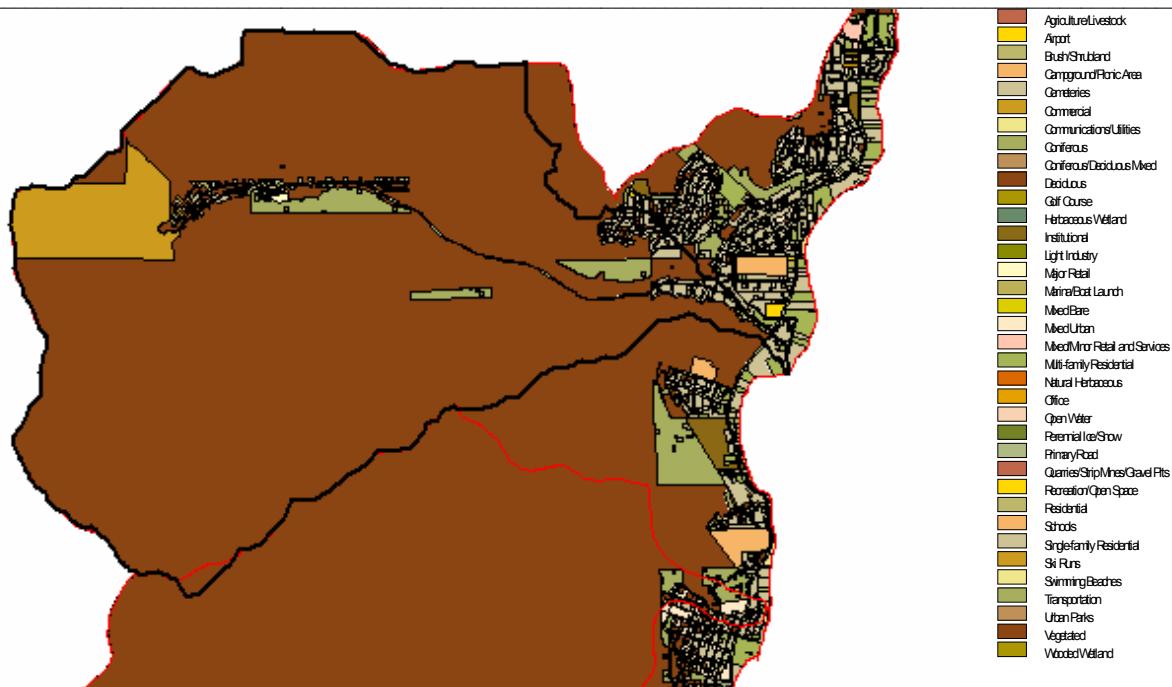 Agriculture/Livestock
Airport
Brush/Shrubland
Campground/Picnic Area
Cemeteries
Commercial
Communications/Utilities
Coniferous
Coniferous/Deciduous Mixed
Deciduous
Golf Course
Herbaceous Wetland
Institutional
Light Industry
Major Retail
Marina/Boat Launch
Mixed Bare
Mixed Urban
Mixed/Minor Retail and Services
Multi-family Residential
Natural Herbaceous
Office
Open Water
Perennial Ice/Snow
Primary Road
Quarries/Strip Mines/Gravel Pits
Recreation/Open Space
Residential
Schools
Single-family Residential
Ski Runs
Swimming Beaches
Transportation
Urban Parks
Vegetated
Wooded Wetland